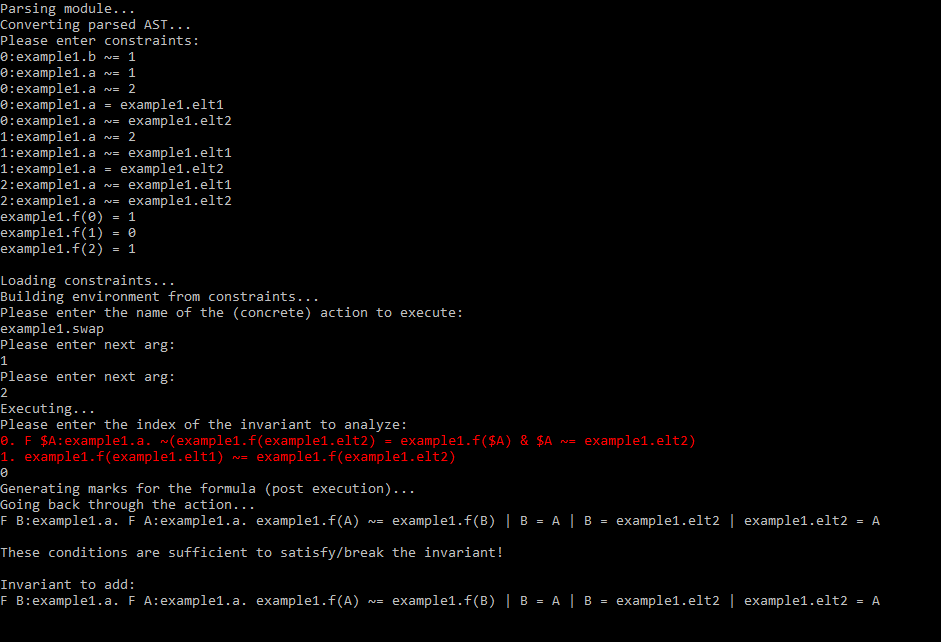 Parsing module...
Converting parsed AST...
Please enter constraints:
0:example1.b ~= 1
0:example1.a ~= 1
0:example1.a ~= 2
0:example1.a = example1.elt1
0:example1.a ~= example1.elt2
1:example1.a ~= 2
1:example1.a ~= example1.elt1
1:example1.a = example1.elt2
2:example1.a ~= example1.elt1
2:example1.a ~= example1.elt2
example1.f(0) = 1
example1.f(1) = 0
example1.f(2) = 1
Loading constraints...
Building environment from constraints...
Please enter the name of the (concrete) action to execute:
example1.swap
Please enter next arg:
1
Please enter next arg:
2
Executing...
Please enter the index of the invariant to analyze:
0. F $A:example1.a. ~(example1.f(example1.elt2) = example1.f($A) & $A ~= example1.elt2)
1. example1.f(example1.elt1) ~= example1.f(example1.elt2)
0
Generating marks for the formula (post execution)...
Going back through the action...
F B:example1.a. F A:example1.a. example1.f(A) ~= example1.f(B) | B = A | B = example1.elt2 | example1.elt2 = A
These conditions are sufficient to satisfy/break the invariant!
Invariant to add:
F B:example1.a. F A:example1.a. example1.f(A) ~= example1.f(B) | B = A | B = example1.elt2 | example1.elt2 = A